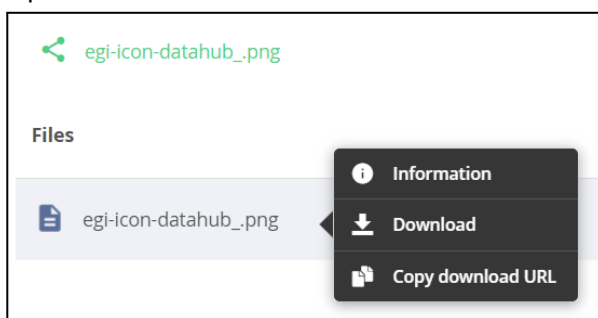 egi-icon-datahub_.png
Files
Information
egi-icon-datahub_.png
Download
Copy download URL